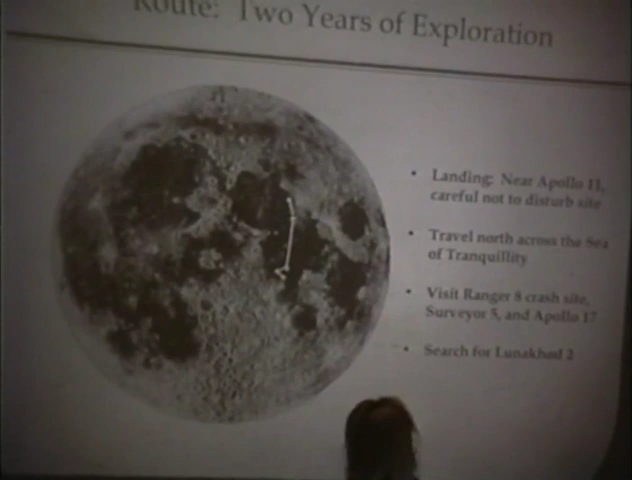 Route: Two Years of Exploration
• Landing: Near Apollo 11,
careful not to disturb site
• Travel north across the Sea
of Tranquillity
• Visit Ranger 8 crash site,
Surveyor 5, and Apollo 17
• Search for Lunakhod 2